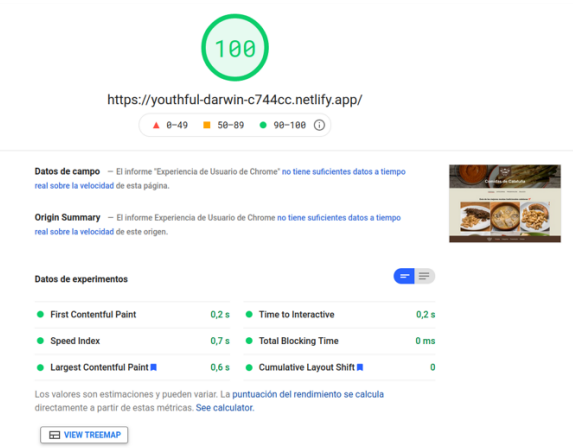 100
https://youthful-darwin-c744cc.netlify.app/
0–49 50–89 90–100
Datos de campo — El informe "Experiencia de Usuario de Chrome" no tiene suficientes datos a tiempo
real sobre la velocidad de esta página.
Origin Summary — El informe Experiencia de Usuario de Chrome no tiene suficientes datos a tiempo
real sobre la velocidad de este origen.
Datos de experimentos
First Contentful Paint 0,2 s Time to Interactive 0,2 s
Speed Index 0,7 s Total Blocking Time 0 ms
Largest Contentful Paint 0,6 s Cumulative Layout Shift 0
Los valores son estimaciones y pueden variar. La puntuación del rendimiento se calcula
directamente a partir de estas métricas. See calculator.
VIEW TREEMAP